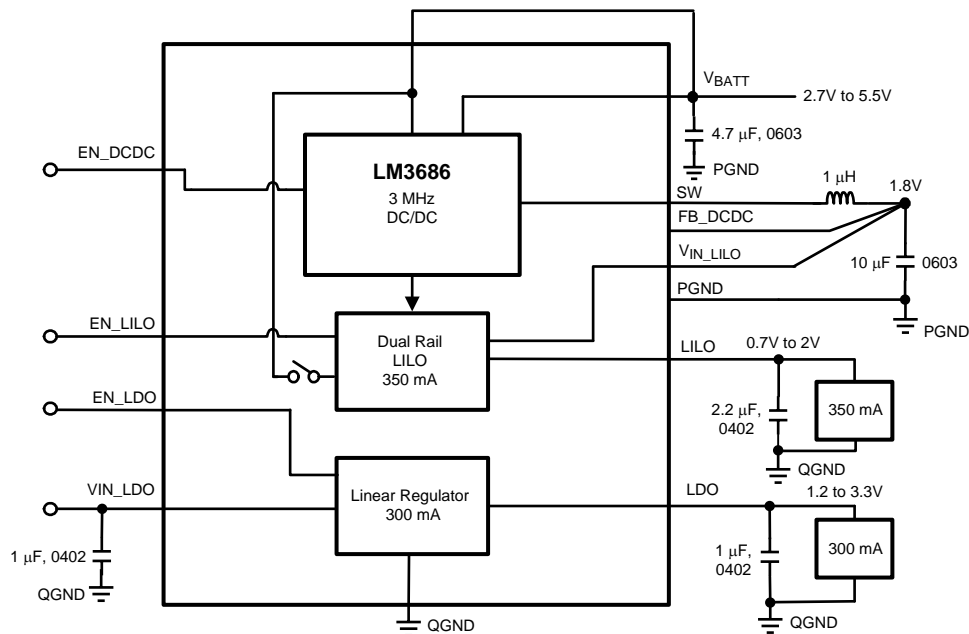 VBATT
2.7V to 5.5V
4.7 μF, 0603
PGND
EN_DCDC
LM3686
3 MHz
DC/DC
SW
1 μH
1.8V
FB_DCDC
VIN_LILO
10 μF
0603
PGND
PGND
EN_LILO
Dual Rail
LILO
350 mA
LILO
0.7V to 2V
2.2 μF,
0402
350 mA
QGND
EN_LDO
VIN_LDO
Linear Regulator
300 mA
LDO
1.2 to 3.3V
1 μF, 0402
QGND
1 μF,
0402
300 mA
QGND
QGND